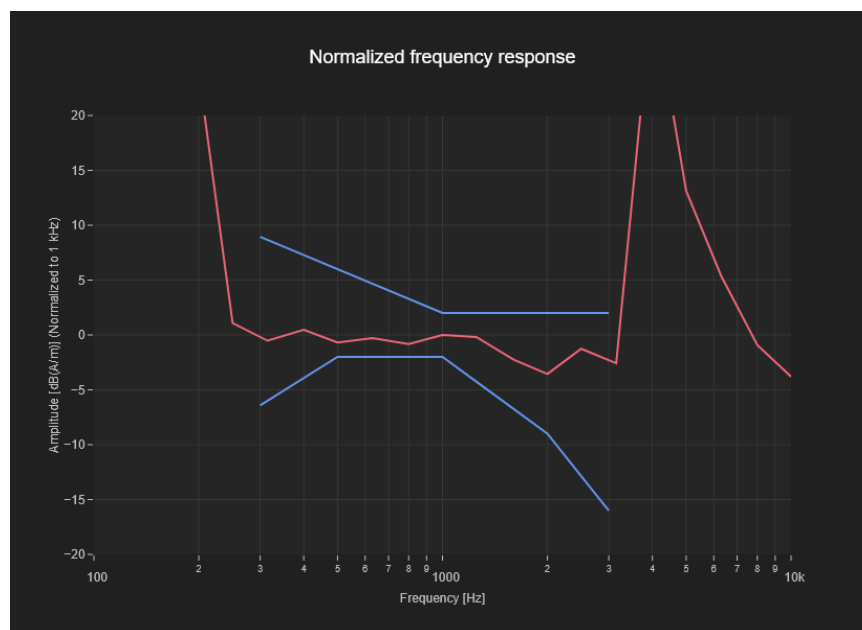 Normalized frequency response
Amplitude [dB(A/m)] (Normalized to 1 kHz)
20
15
10
5
0
−5
−10
−15
−20
100 2 3 4 5 6 7 8 9 1000 2 3 4 5 6 7 8 9 10k
Frequency [Hz]